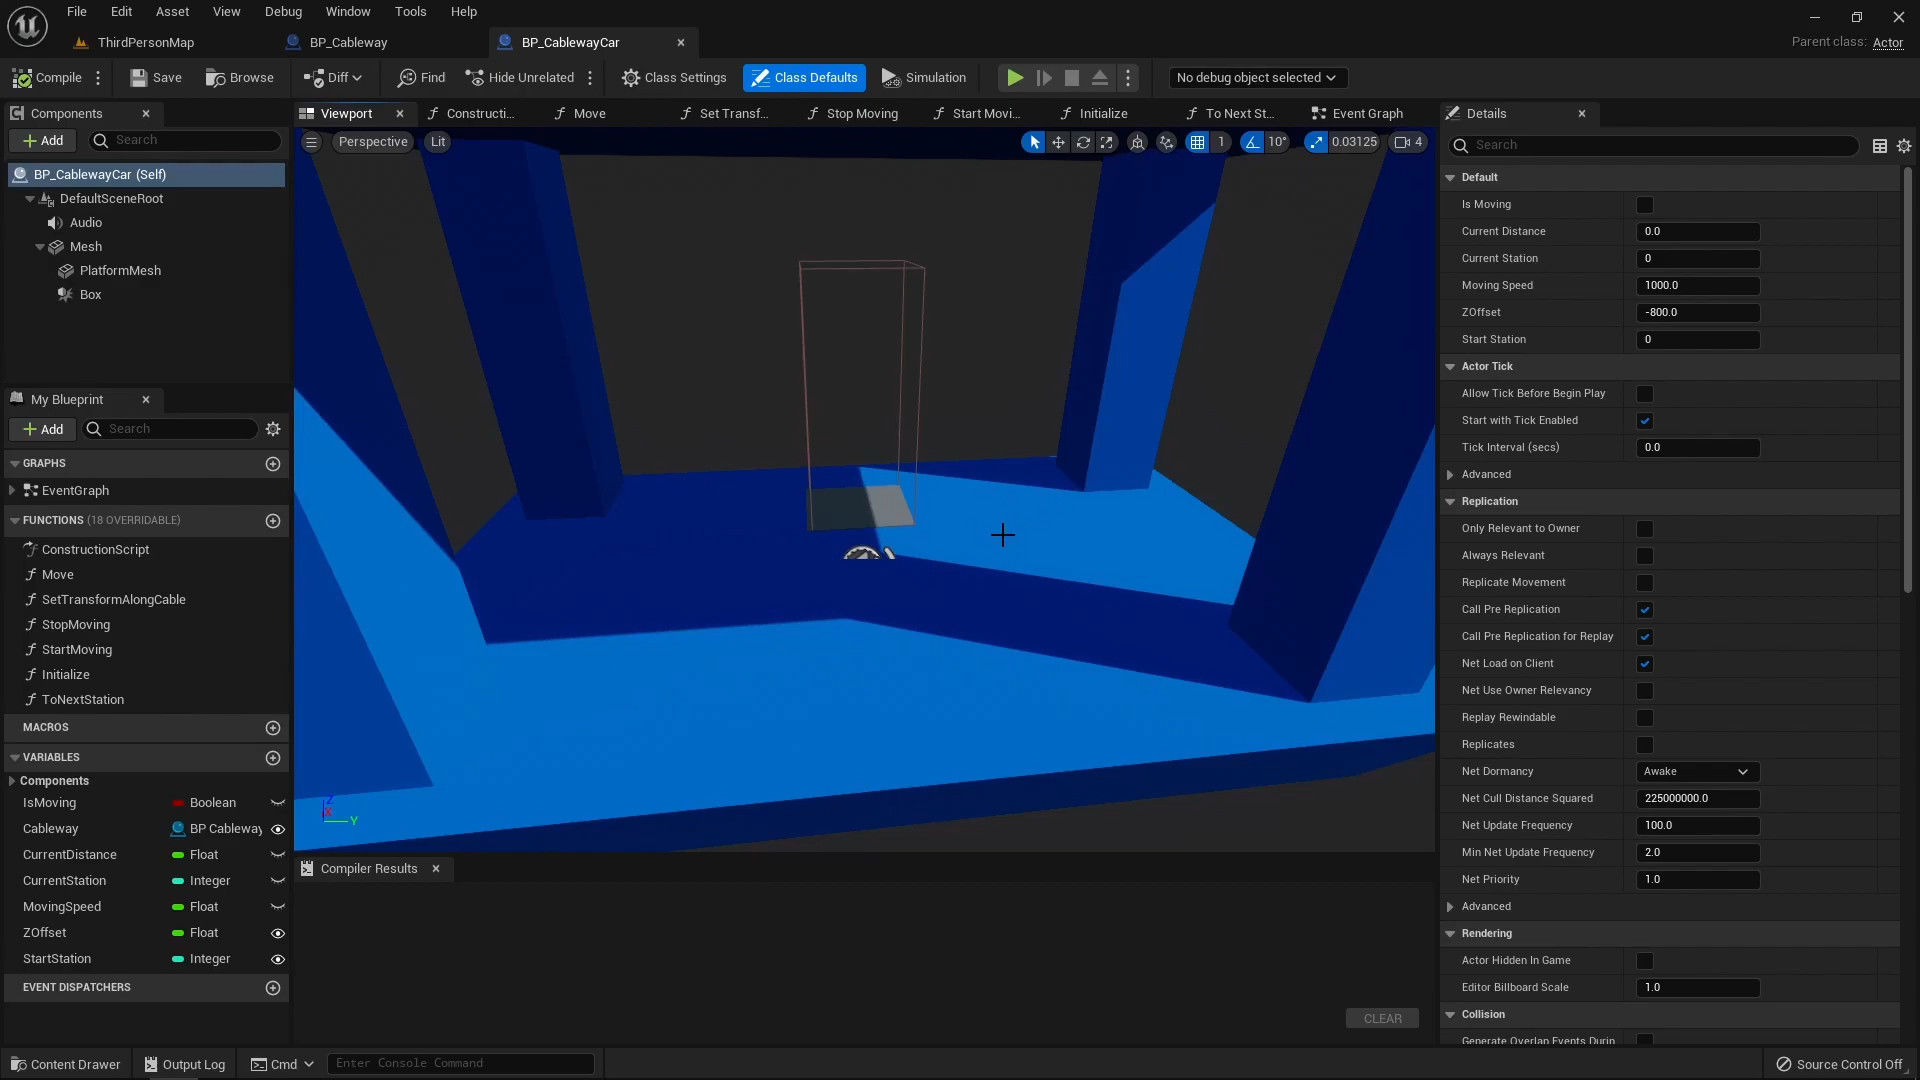 File Edit Asset View Debug Window Tools Help
ThirdPersonMap BP_Cableway BP_CablewayCar
Parent class: Actor
Compile Save Browse Diff Find Hide Unrelated Class Settings Class Defaults Simulation No debug object selected
Components
Add Search
BP_CablewayCar (Self)
DefaultSceneRoot
Audio
Mesh
PlatformMesh
Box
My Blueprint
Add Search
GRAPHS
EventGraph
FUNCTIONS (18 OVERRIDABLE)
ConstructionScript
Move
SetTransformAlongCable
StopMoving
StartMoving
Initialize
ToNextStation
MACROS
VARIABLES
Components
IsMoving Boolean
Cableway BP Cableway
CurrentDistance Float
CurrentStation Integer
MovingSpeed Float
ZOffset Float
StartStation Integer
EVENT DISPATCHERS
Viewport Constructi... Move Set Transf... Stop Moving Start Movi... Initialize To Next St... Event Graph
Perspective Lit 1 10° 0.03125 4
Z
X
Y
Compiler Results
CLEAR
Details
Search
Default
Is Moving
Current Distance 0.0
Current Station 0
Moving Speed 1000.0
ZOffset -800.0
Start Station 0
Actor Tick
Allow Tick Before Begin Play
Start with Tick Enabled
Tick Interval (secs) 0.0
Advanced
Replication
Only Relevant to Owner
Always Relevant
Replicate Movement
Call Pre Replication
Call Pre Replication for Replay
Net Load on Client
Net Use Owner Relevancy
Replay Rewindable
Replicates
Net Dormancy Awake
Net Cull Distance Squared 225000000.0
Net Update Frequency 100.0
Min Net Update Frequency 2.0
Net Priority 1.0
Advanced
Rendering
Actor Hidden In Game
Editor Billboard Scale 1.0
Collision
Generate Overlap Events Durin
Content Drawer Output Log Cmd Enter Console Command Source Control Off